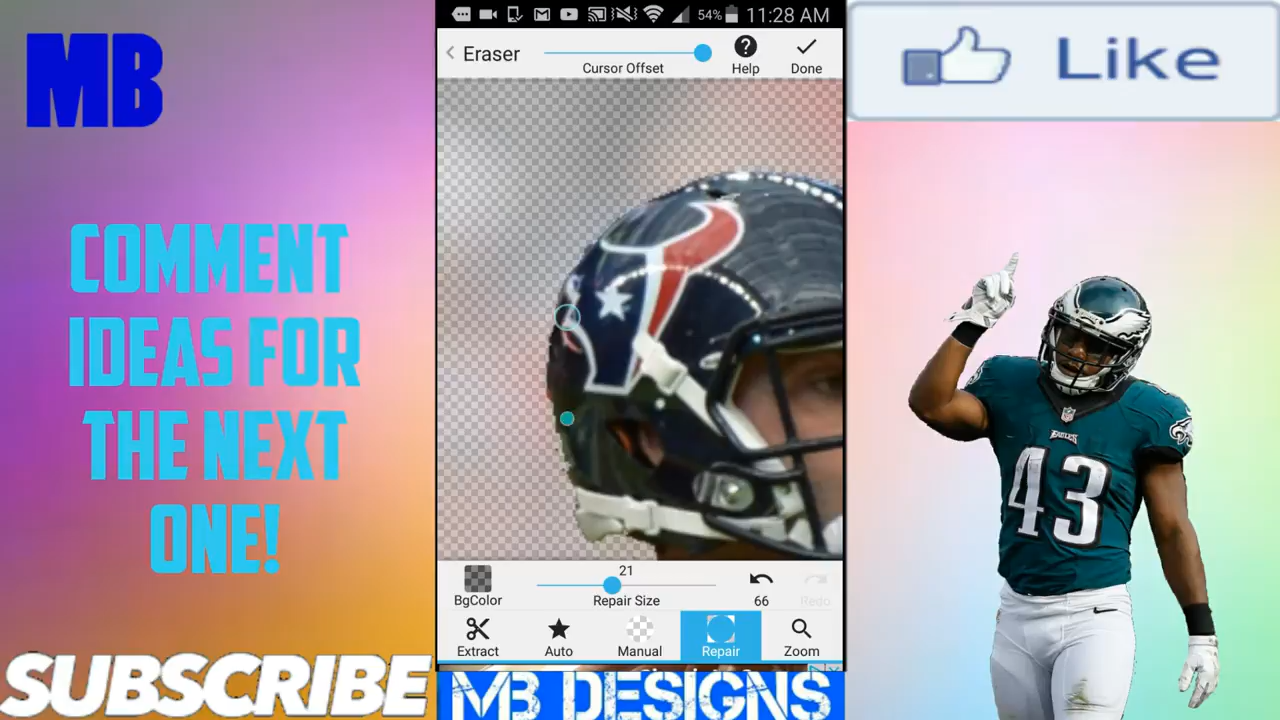 MB
COMMENT
IDEAS FOR
THE NEXT
ONE!
SUBSCRIBE
54% 11:28 AM
Eraser
Cursor Offset
Help
Done
21
BgColor
Repair Size
66
Redo
Extract
Auto
Manual
Repair
Zoom
MB DESIGNS
Like
EAGLES
43